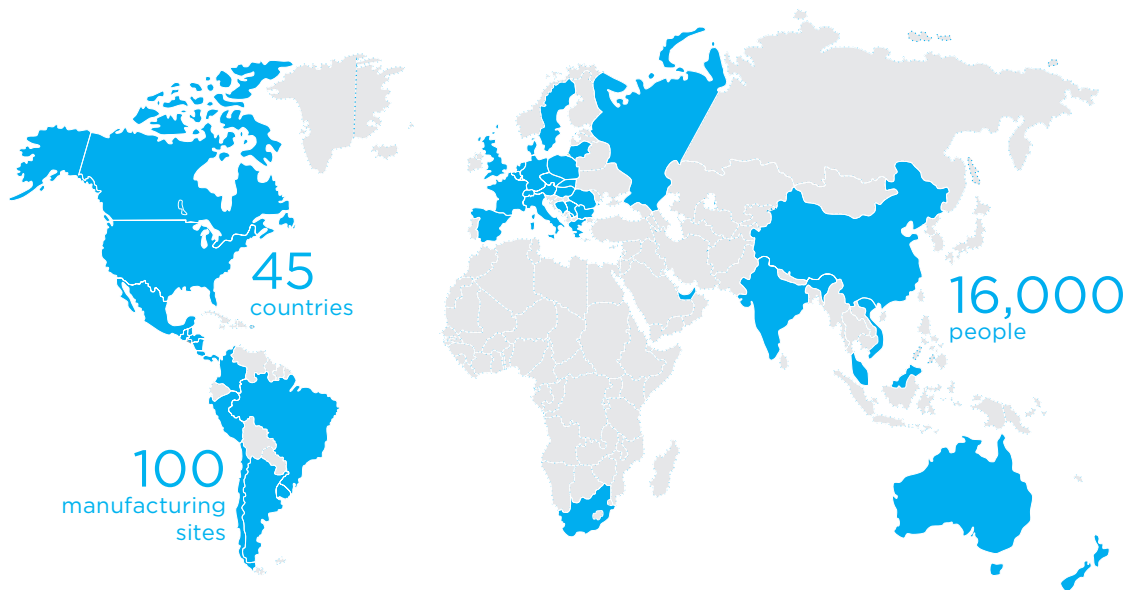 45
countries
16,000
people
100
manufacturing
sites